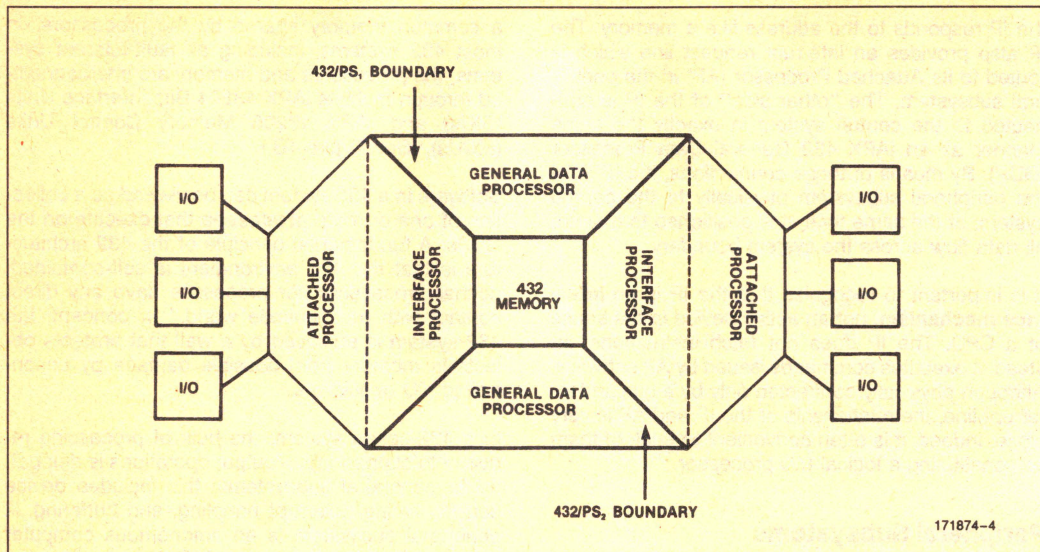 432/PS₁ BOUNDARY
GENERAL DATA
PROCESSOR
I/O
I/O
I/O
ATTACHED
PROCESSOR
INTERFACE
PROCESSOR
432
MEMORY
INTERFACE
PROCESSOR
ATTACHED
PROCESSOR
I/O
I/O
I/O
GENERAL DATA
PROCESSOR
432/PS₂ BOUNDARY
171874–4